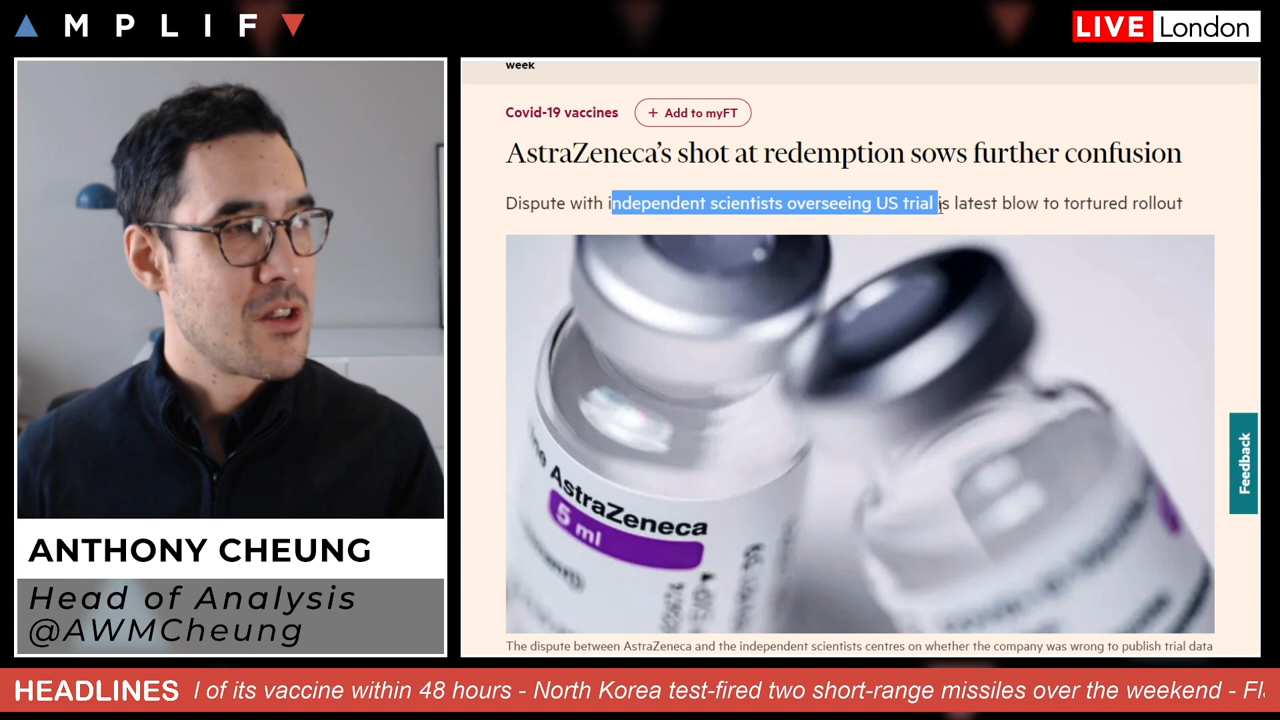 AMPLIFY
LIVE London
week
Covid-19 vaccines
+ Add to myFT
AstraZeneca's shot at redemption sows further confusion
Dispute with independent scientists overseeing US trial is latest blow to tortured rollout
AstraZeneca
5 ml
Feedback
The dispute between AstraZeneca and the independent scientists centres on whether the company was wrong to publish trial data
ANTHONY CHEUNG
Head of Analysis
@AWMCheung
HEADLINES l of its vaccine within 48 hours - North Korea test-fired two short-range missiles over the weekend - Fl